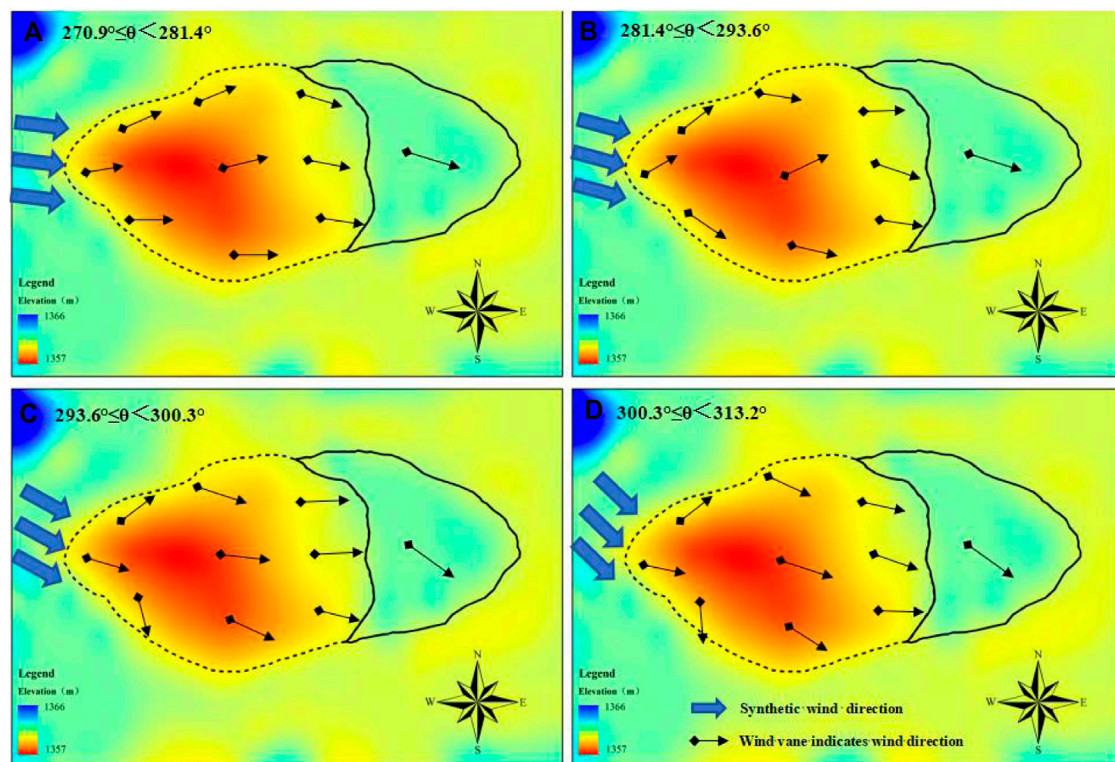 A 270.9°≤θ<281.4°
Legend
Elevation（m）
1366
1357
N
W E
S
B 281.4°≤θ<293.6°
Legend
Elevation（m）
1366
1357
N
W E
S
C 293.6°≤θ<300.3°
Legend
Elevation（m）
1366
1357
N
W E
S
D 300.3°≤θ<313.2°
Legend
Elevation（m）
1366
1357
N
W E
S
Synthetic wind direction
Wind vane indicates wind direction